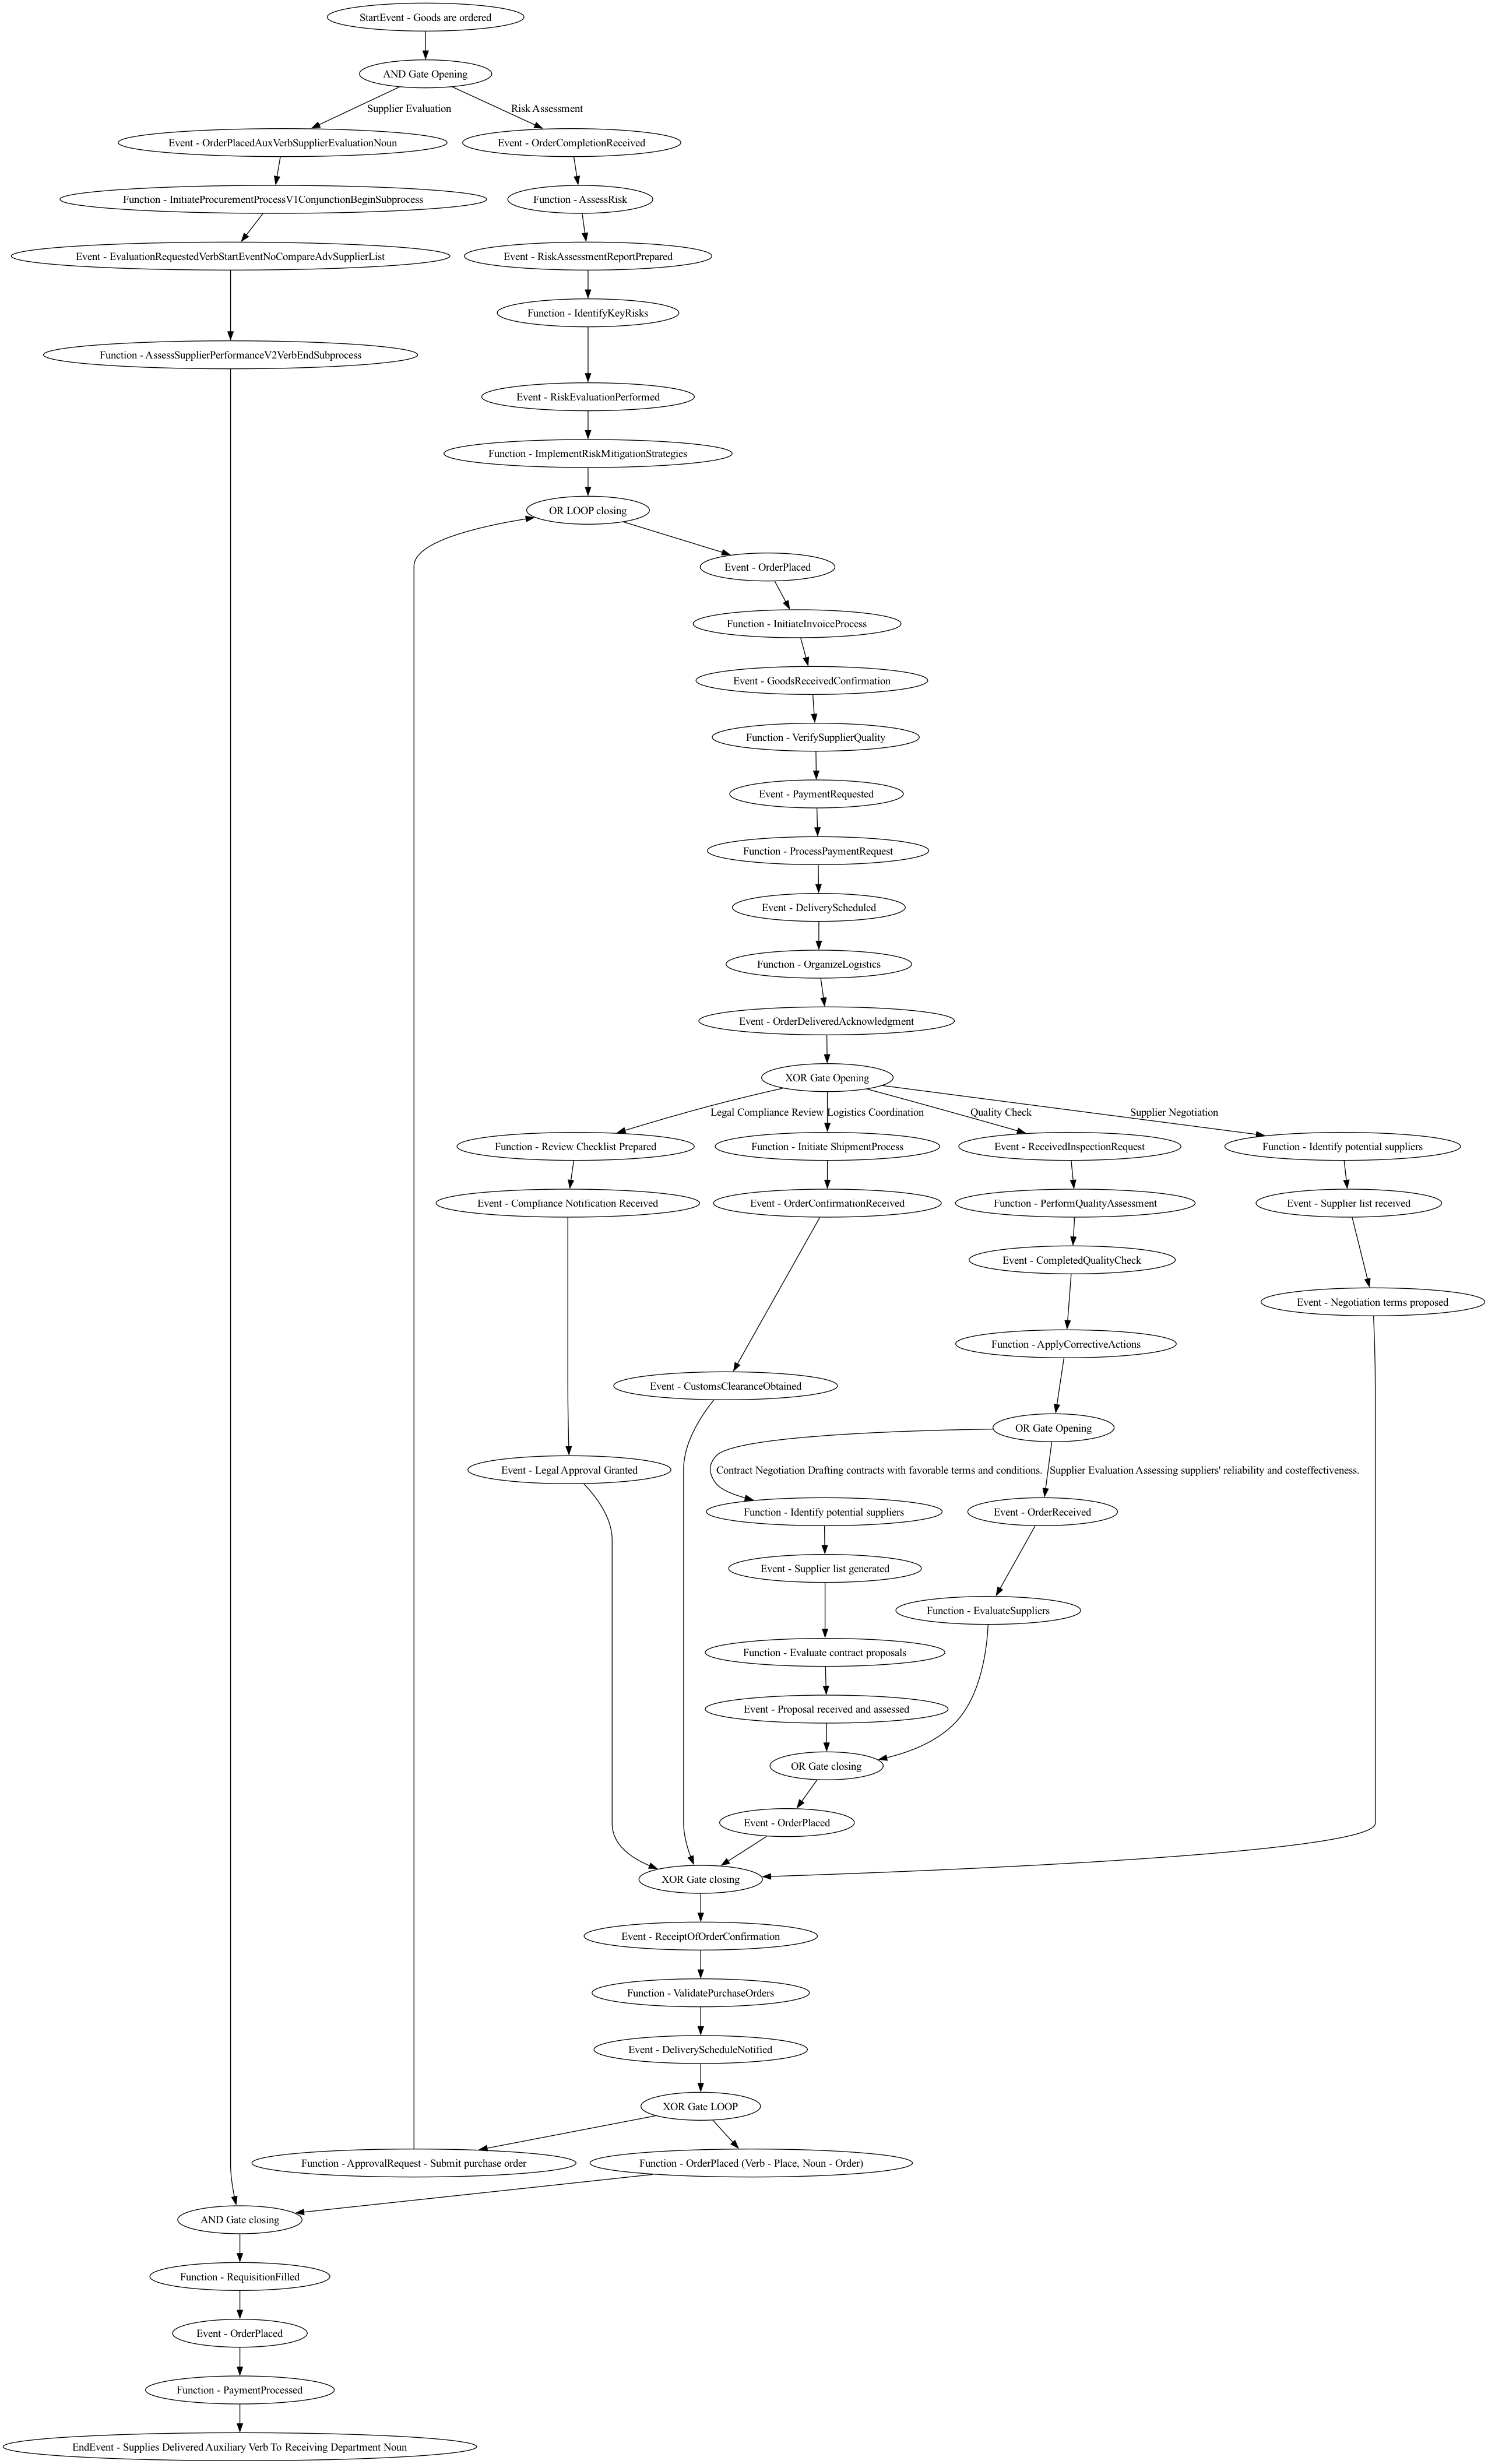 StartEvent - Goods are ordered
AND Gate Opening
Supplier Evaluation
Risk Assessment
Event - OrderPlacedAuxVerbSupplierEvaluationNoun
Event - OrderCompletionReceived
Function - InitiateProcurementProcessV1ConjunctionBeginSubprocess
Function - AssessRisk
Event - EvaluationRequestedVerbStartEventNoCompareAdvSupplierList
Event - RiskAssessmentReportPrepared
Function - IdentifyKeyRisks
Function - AssessSupplierPerformanceV2VerbEndSubprocess
Event - RiskEvaluationPerformed
Function - ImplementRiskMitigationStrategies
OR LOOP closing
Event - OrderPlaced
Function - InitiateInvoiceProcess
Event - GoodsReceivedConfirmation
Function - VerifySupplierQuality
Event - PaymentRequested
Function - ProcessPaymentRequest
Event - DeliveryScheduled
Function - OrganizeLogistics
Event - OrderDeliveredAcknowledgment
XOR Gate Opening
Legal Compliance Review
Logistics Coordination
Quality Check
Supplier Negotiation
Function - Review Checklist Prepared
Function - Initiate ShipmentProcess
Event - ReceivedInspectionRequest
Function - Identify potential suppliers
Event - Compliance Notification Received
Event - OrderConfirmationReceived
Function - PerformQualityAssessment
Event - Supplier list received
Event - CompletedQualityCheck
Event - Negotiation terms proposed
Function - ApplyCorrectiveActions
Event - CustomsClearanceObtained
OR Gate Opening
Event - Legal Approval Granted
Contract Negotiation Drafting contracts with favorable terms and conditions.
Supplier Evaluation Assessing suppliers' reliability and costeffectiveness.
Function - Identify potential suppliers
Event - OrderReceived
Event - Supplier list generated
Function - EvaluateSuppliers
Function - Evaluate contract proposals
Event - Proposal received and assessed
OR Gate closing
Event - OrderPlaced
XOR Gate closing
Event - ReceiptOfOrderConfirmation
Function - ValidatePurchaseOrders
Event - DeliveryScheduleNotified
XOR Gate LOOP
Function - ApprovalRequest - Submit purchase order
Function - OrderPlaced (Verb - Place, Noun - Order)
AND Gate closing
Function - RequisitionFilled
Event - OrderPlaced
Function - PaymentProcessed
EndEvent - Supplies Delivered Auxiliary Verb To Receiving Department Noun